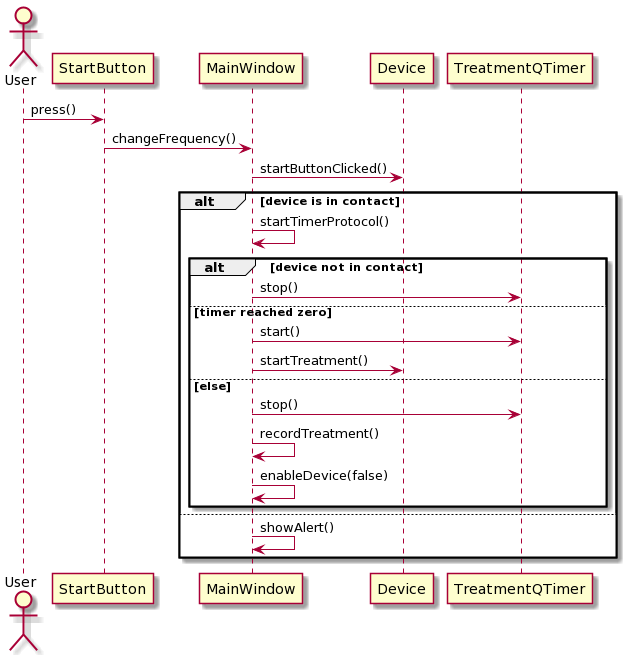 User
StartButton
MainWindow
Device
TreatmentQTimer
press()
changeFrequency()
startButtonClicked()
alt
[device is in contact]
startTimerProtocol()
alt
[device not in contact]
stop()
[timer reached zero]
start()
startTreatment()
[else]
stop()
recordTreatment()
enableDevice(false)
showAlert()
User
StartButton
MainWindow
Device
TreatmentQTimer